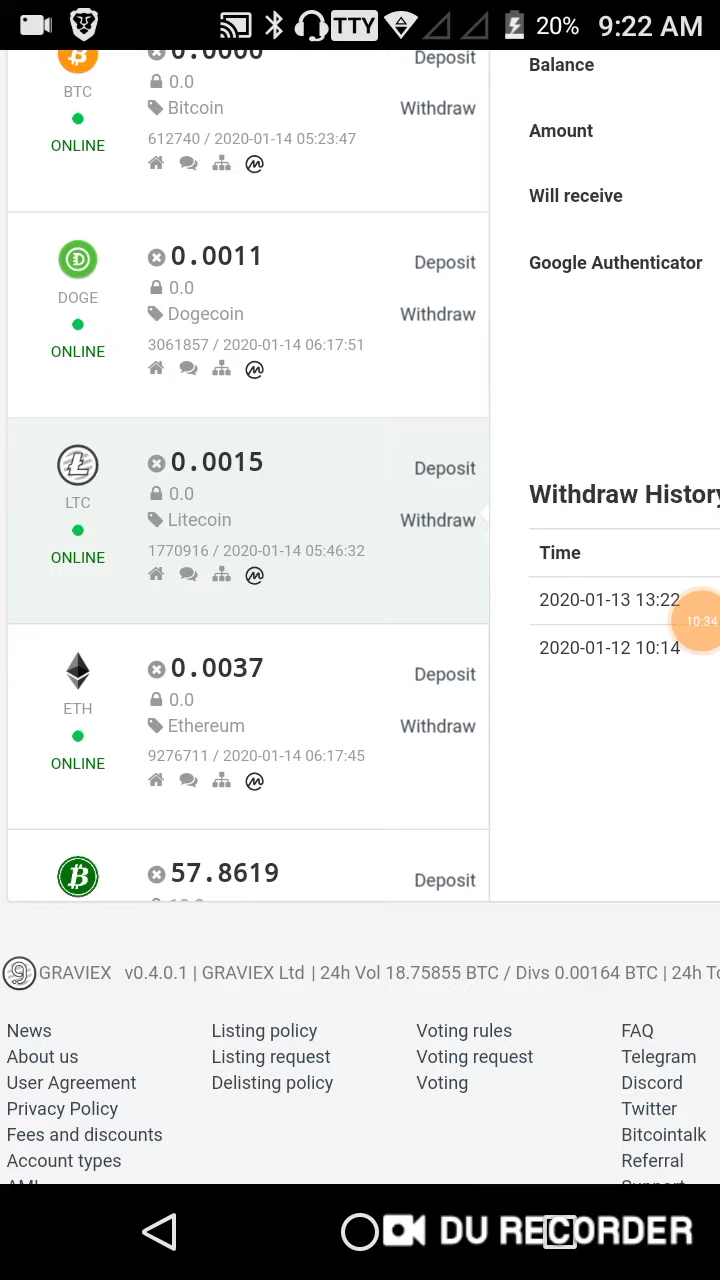 TTY 20% 9:22 AM
0.0000 Deposit
BTC 0.0
Bitcoin Withdraw
ONLINE 612740 / 2020-01-14 05:23:47
0.0011 Deposit
DOGE 0.0
Dogecoin Withdraw
ONLINE 3061857 / 2020-01-14 06:17:51
0.0015 Deposit
LTC 0.0
Litecoin Withdraw
ONLINE 1770916 / 2020-01-14 05:46:32
0.0037 Deposit
ETH 0.0
Ethereum Withdraw
ONLINE 9276711 / 2020-01-14 06:17:45
57.8619 Deposit
Balance
Amount
Will receive
Google Authenticator
Withdraw History
Time
2020-01-13 13:22
10:34
2020-01-12 10:14
GRAVIEX v0.4.0.1 | GRAVIEX Ltd | 24h Vol 18.75855 BTC / Divs 0.00164 BTC | 24h
News Listing policy Voting rules FAQ
About us Listing request Voting request Telegram
User Agreement Delisting policy Voting Discord
Privacy Policy Twitter
Fees and discounts Bitcointalk
Account types Referral
Support
DU RECORDER